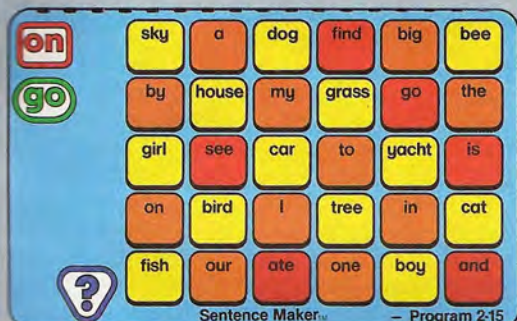 on
sky a dog find big bee
go
by house my grass go the
girl see car to yacht is
on bird I tree in cat
?
fish our ate one boy and
Sentence Maker™ – Program 2-15